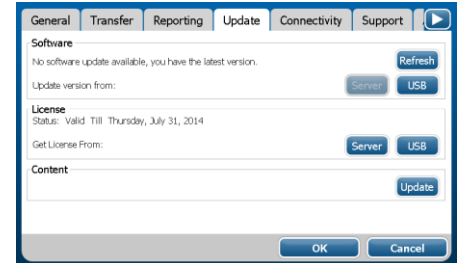 General Transfer Reporting Update Connectivity Support
Software
No software update available, you have the latest version.
Refresh
Update version from:
Server USB
License
Status: Valid Till Thursday, July 31, 2014
Get License From:
Server USB
Content
Update
OK Cancel